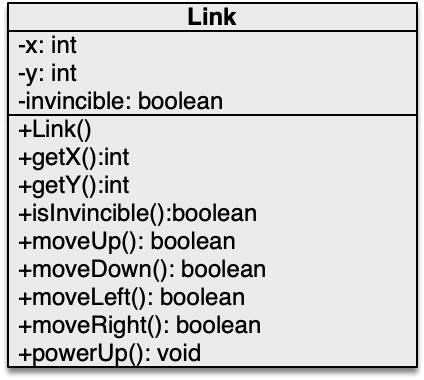 Link
-x: int
-y: int
-invincible: boolean
+Link()
+getX():int
+getY():int
+isInvincible():boolean
+moveUp(): boolean
+moveDown(): boolean
+moveLeft(): boolean
+moveRight(): boolean
+powerUp(): void